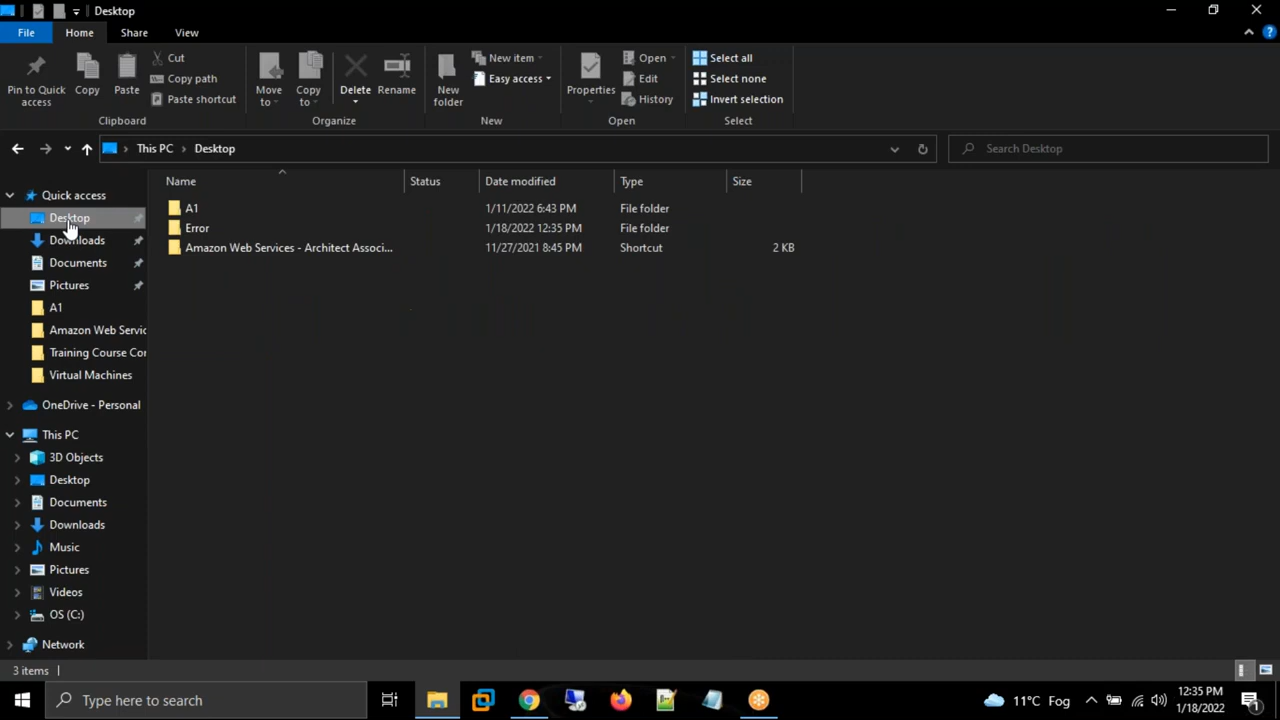 Desktop
File Home Share View
Pin to Quick access
Copy
Paste
Cut
Copy path
Paste shortcut
Clipboard
Move to
Copy to
Delete
Rename
Organize
New folder
New item
Easy access
New
Properties
Open
Edit
History
Open
Select all
Select none
Invert selection
Select
This PC > Desktop
Search Desktop
Name Status Date modified Type Size
A1 1/11/2022 6:43 PM File folder
Error 1/18/2022 12:35 PM File folder
Amazon Web Services - Architect Associ... 11/27/2021 8:45 PM Shortcut 2 KB
Quick access
Desktop
Downloads
Documents
Pictures
A1
Amazon Web Servic
Training Course Cor
Virtual Machines
OneDrive - Personal
This PC
3D Objects
Desktop
Documents
Downloads
Music
Pictures
Videos
OS (C:)
Network
3 items
Type here to search
11°C Fog
12:35 PM
1/18/2022
1